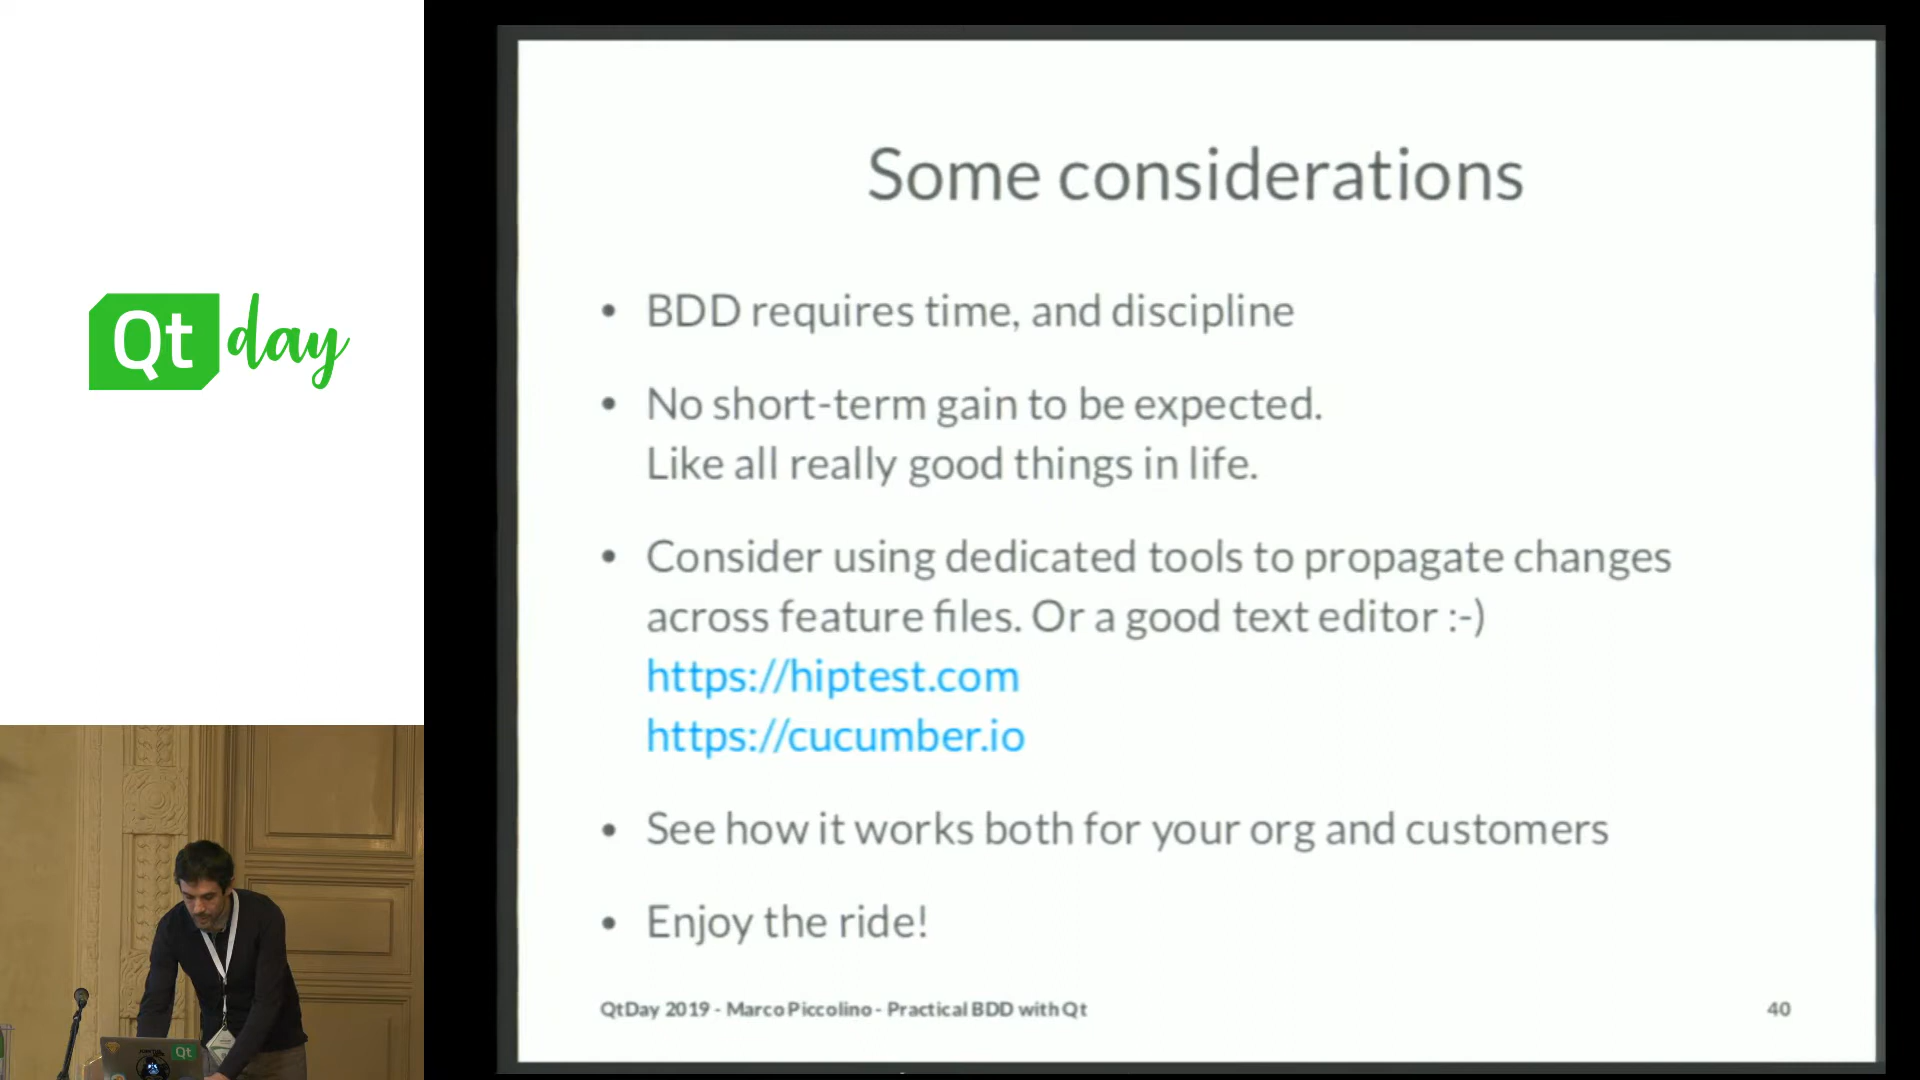 Qt day
Some considerations
• BDD requires time, and discipline
• No short-term gain to be expected.
Like all really good things in life.
• Consider using dedicated tools to propagate changes
across feature files. Or a good text editor :-)
https://hiptest.com
https://cucumber.io
• See how it works both for your org and customers
• Enjoy the ride!
QtDay 2019 - Marco Piccolino - Practical BDD with Qt
40
Qt